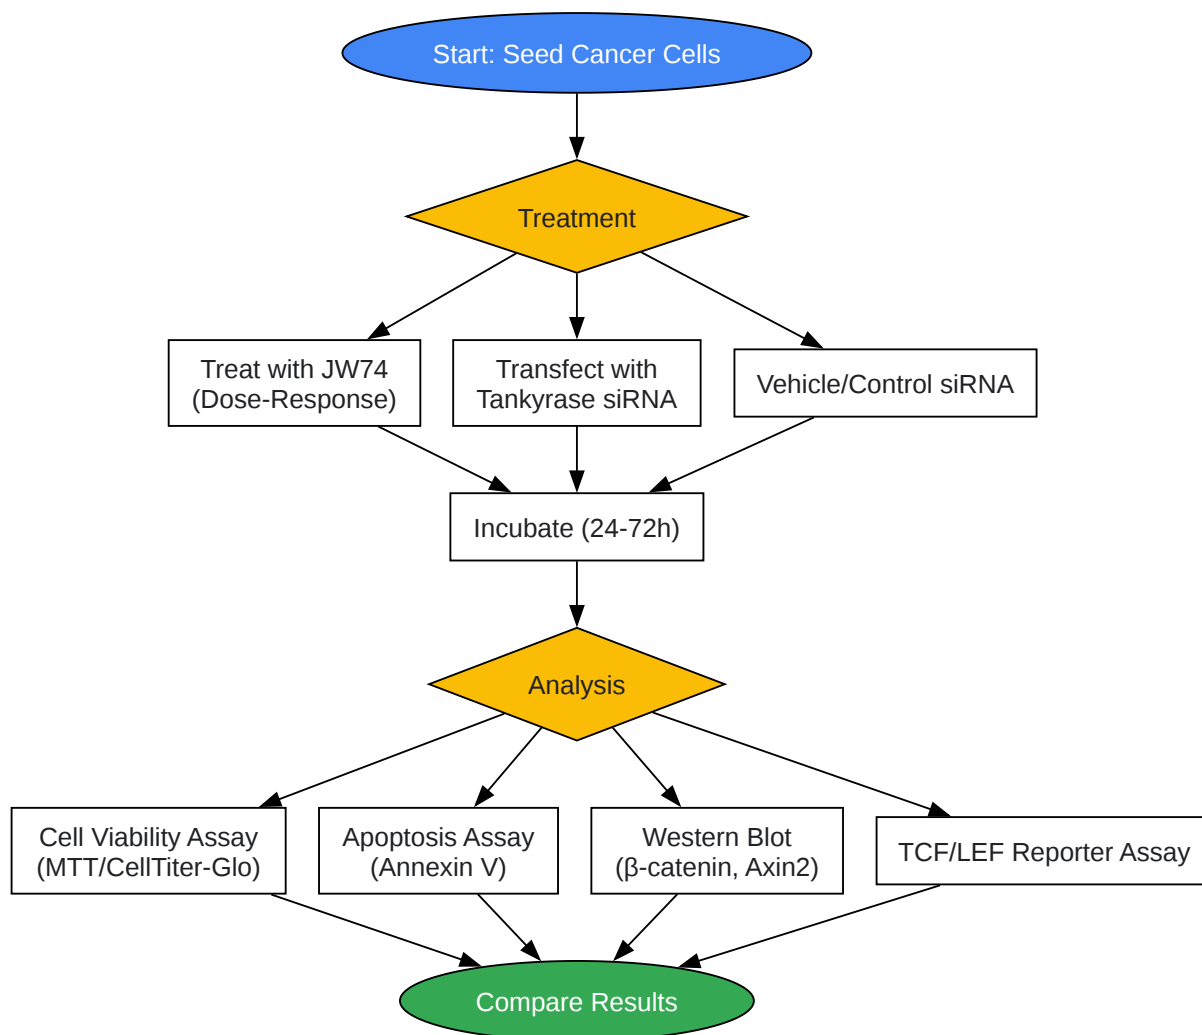 Start: Seed Cancer Cells
Treatment
Treat with JW74
(Dose-Response)
Transfect with
Tankyrase siRNA
Vehicle/Control siRNA
Incubate (24-72h)
Analysis
Cell Viability Assay
(MTT/CellTiter-Glo)
Apoptosis Assay
(Annexin V)
Western Blot
(β-catenin, Axin2)
TCF/LEF Reporter Assay
Compare Results